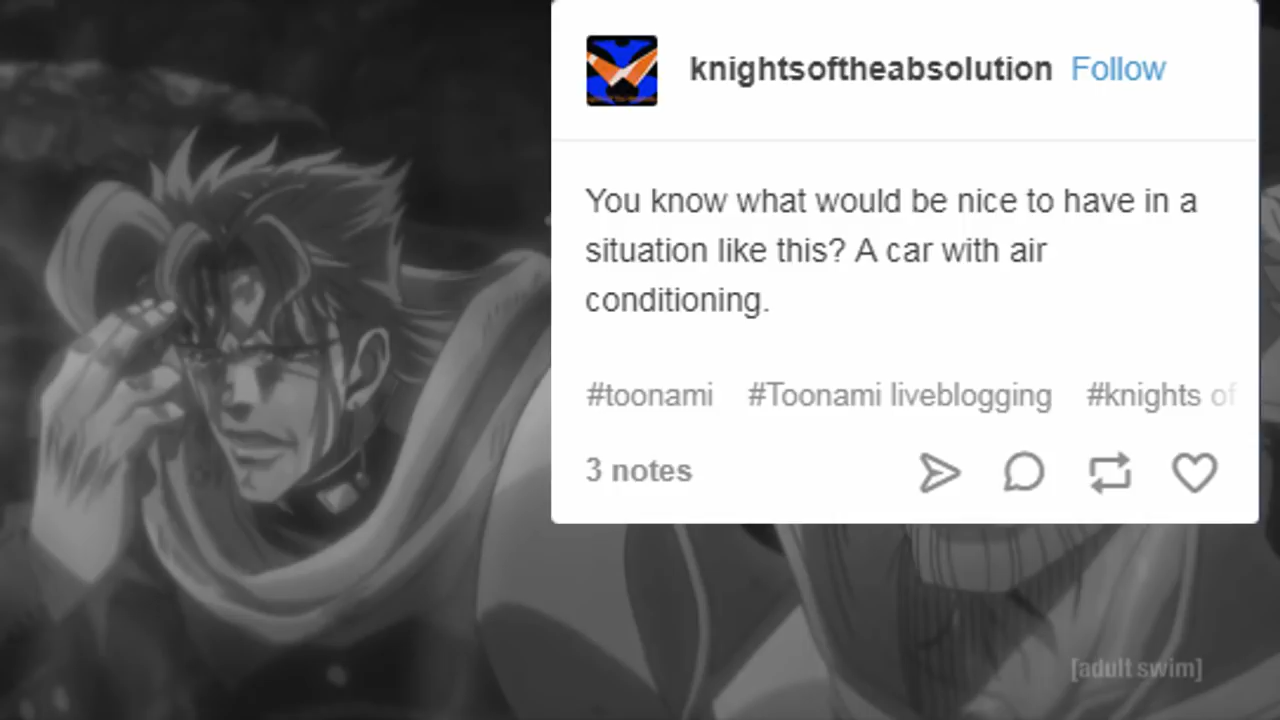 knightsoftheabsolution Follow
You know what would be nice to have in a
situation like this? A car with air
conditioning.
#toonami #Toonami liveblogging #knights of
3 notes
[adult swim]